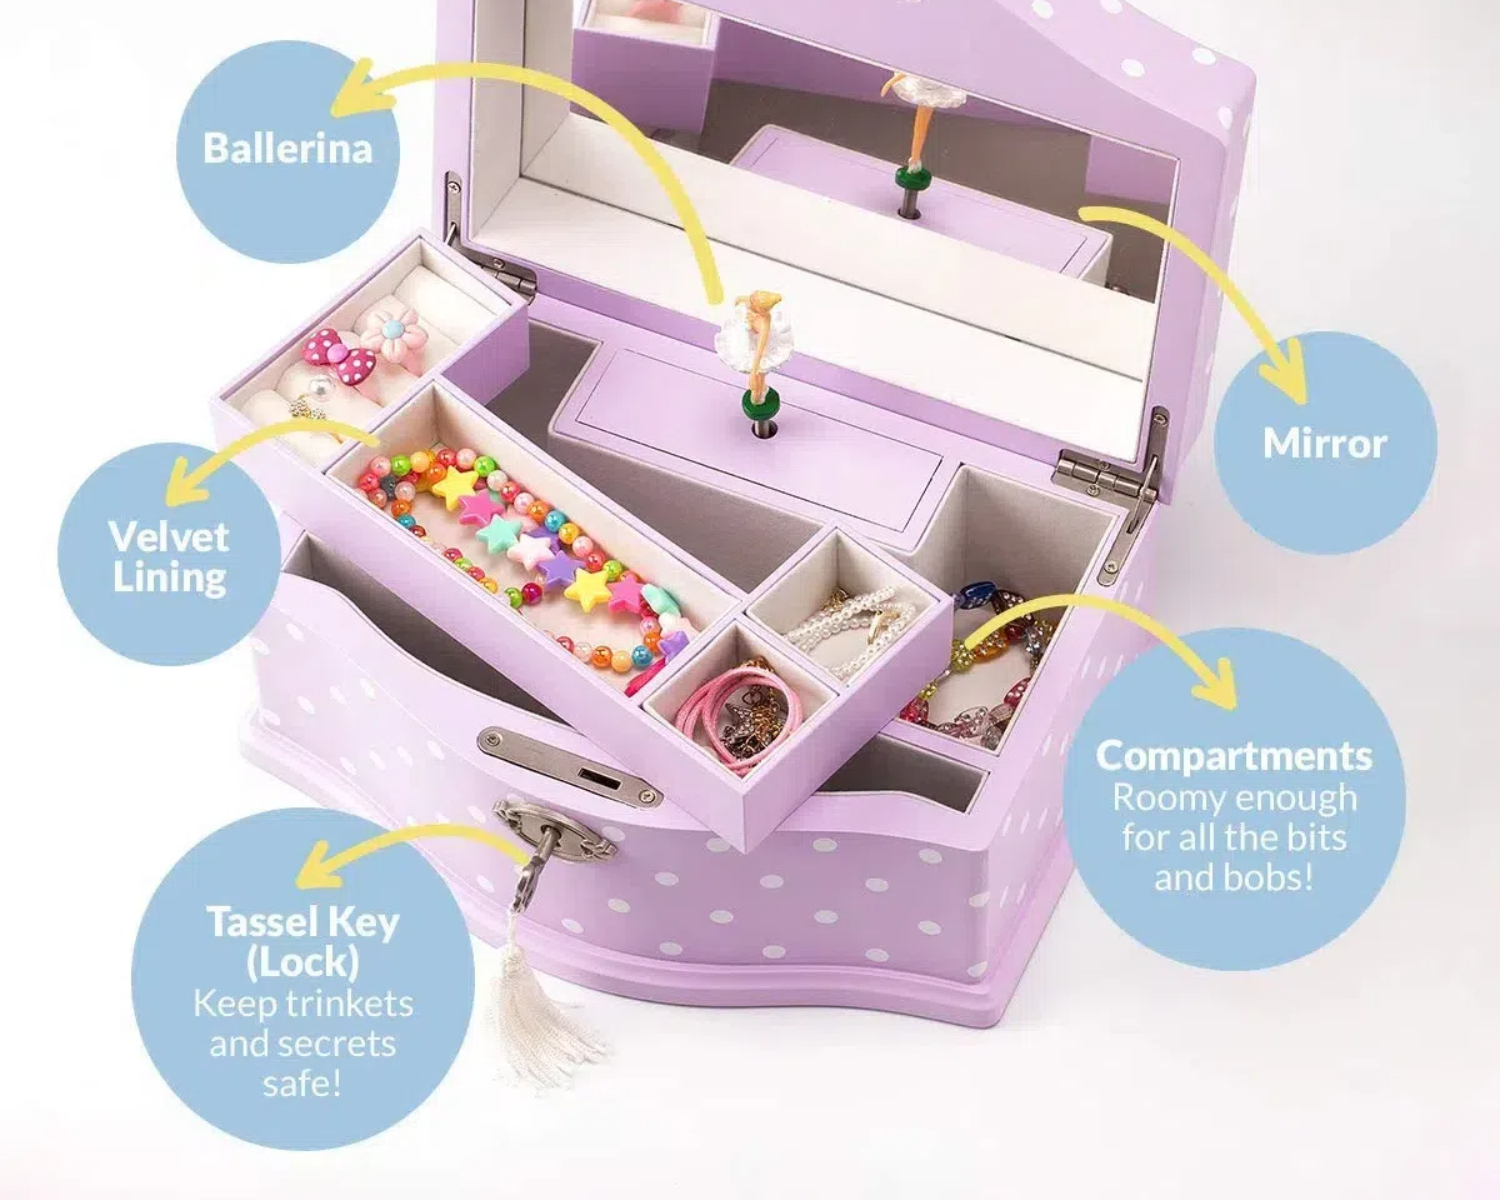 Ballerina
Mirror
Velvet
Lining
Compartments
Roomy enough
for all the bits
and bobs!
Tassel Key
(Lock)
Keep trinkets
and secrets
safe!